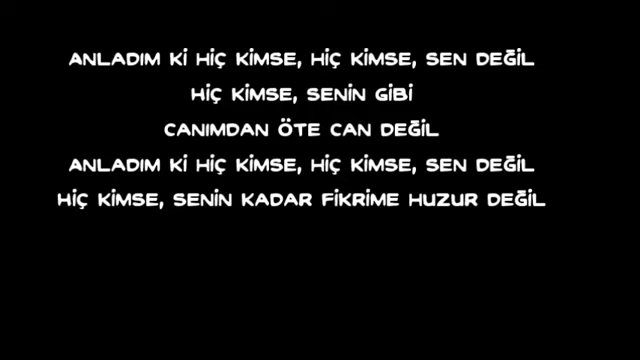 ANLADIM Kİ HİÇ KİMSE, HİÇ KİMSE, SEN DEĞİL
HİÇ KİMSE, SENİN GİBİ
CANIMDAN ÖTE CAN DEĞİL
ANLADIM Kİ HİÇ KİMSE, HİÇ KİMSE, SEN DEĞİL
HİÇ KİMSE, SENİN KADAR FİKRİME HUZUR DEĞİL